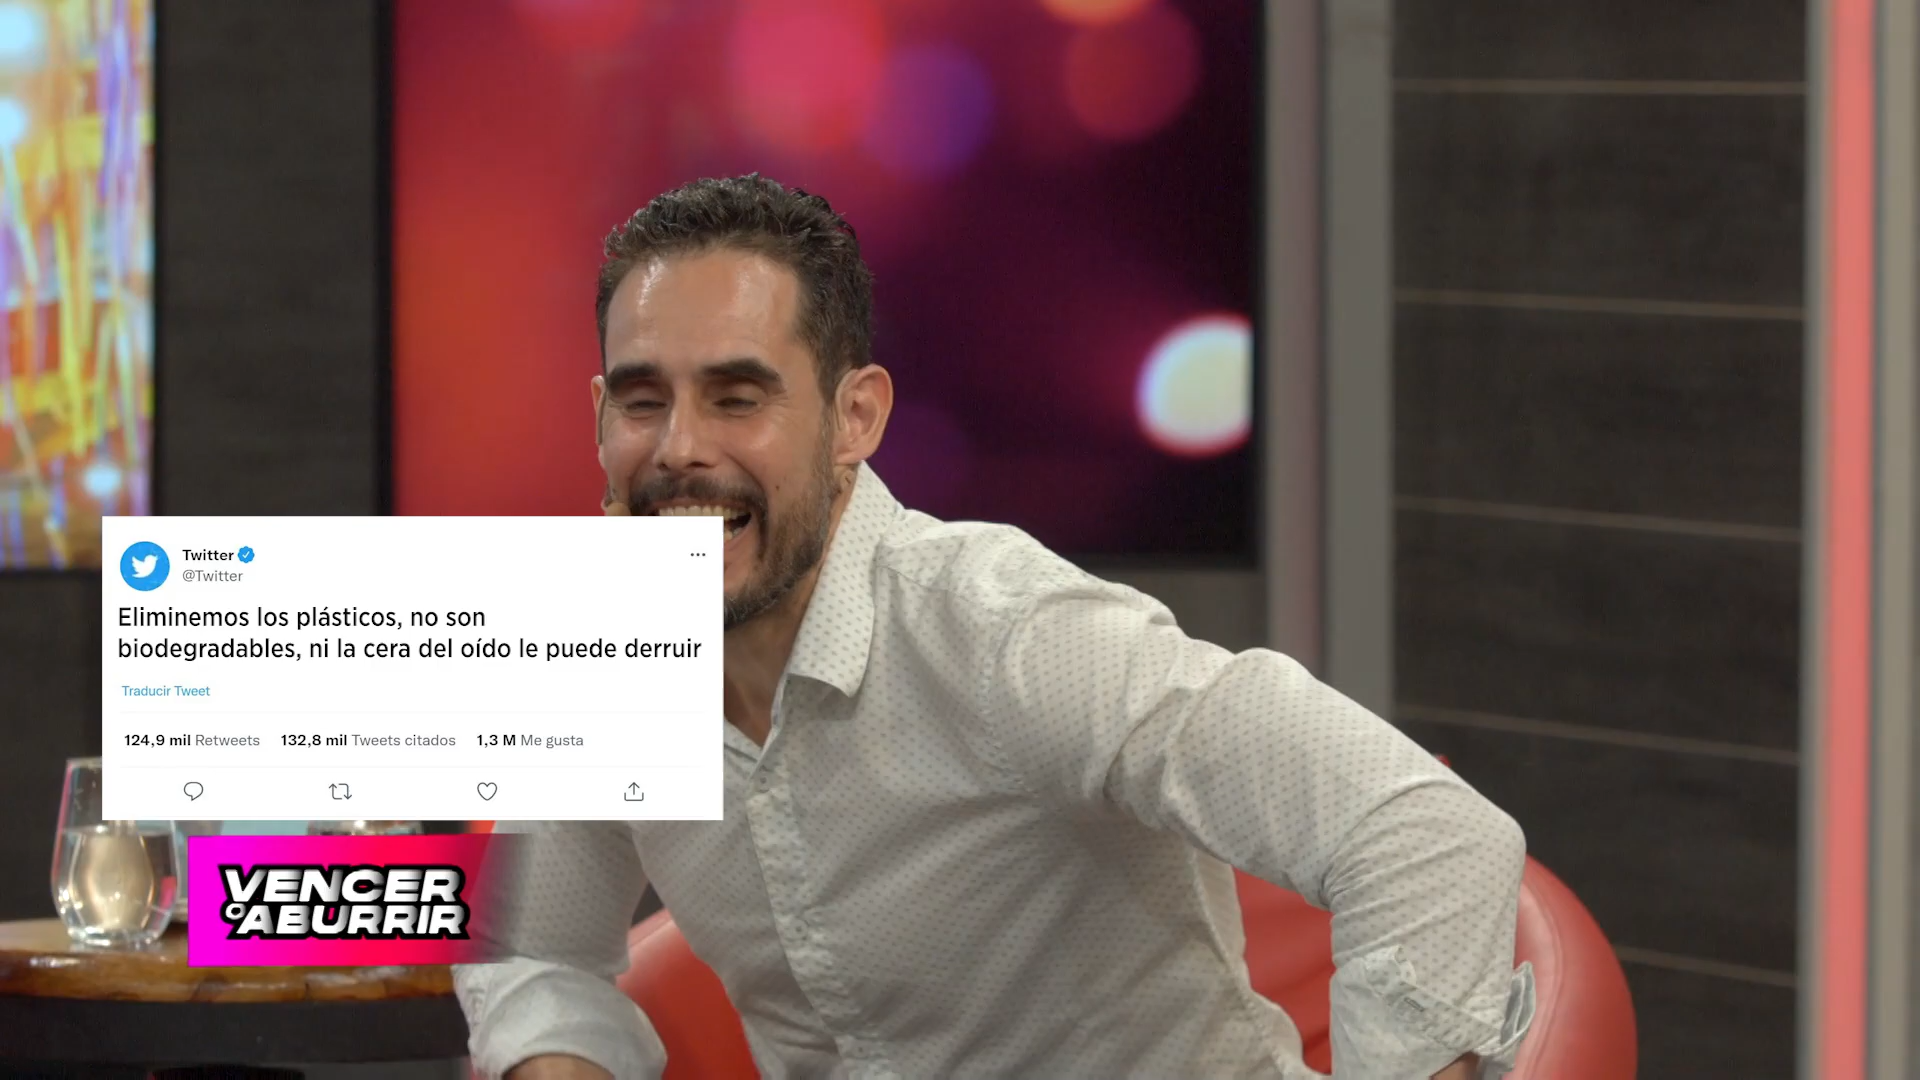 Twitter
@Twitter
Eliminemos los plásticos, no son
biodegradables, ni la cera del oído le puede derruir
Traducir Tweet
124,9 mil Retweets 132,8 mil Tweets citados 1,3 M Me gusta
VENCER
O ABURRIR